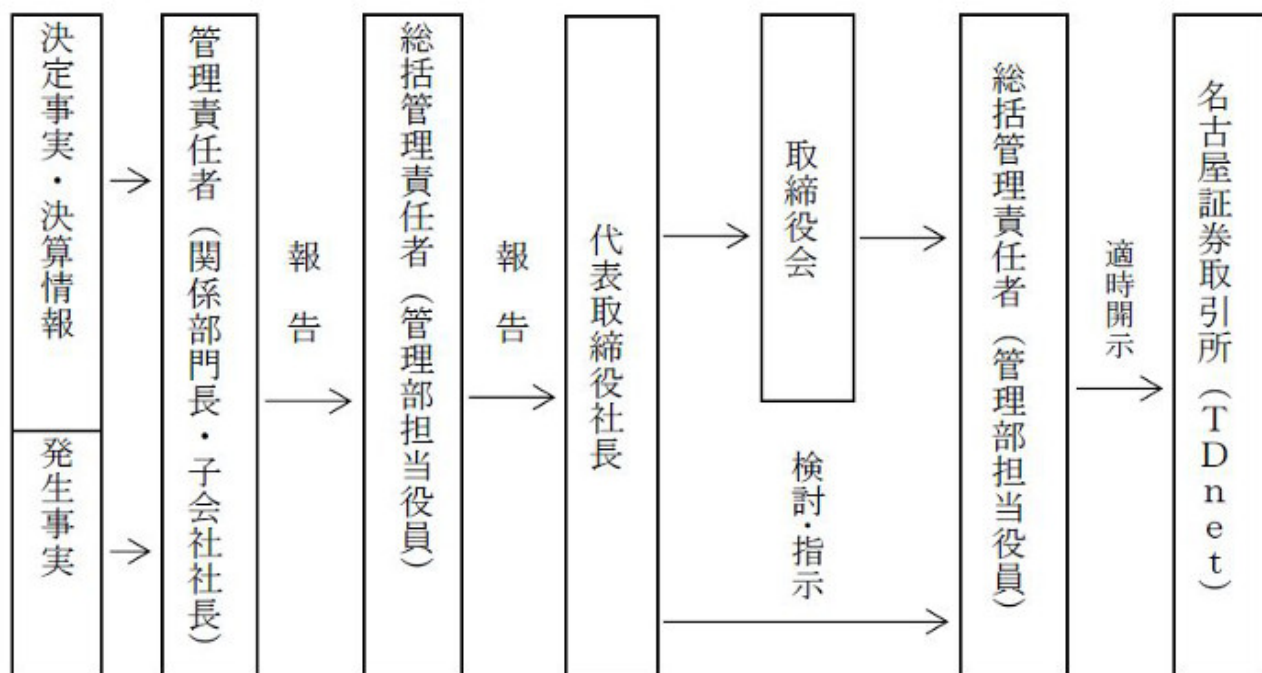 決定事実・決算情報
発生事実
管理責任者（関係部門長・子会社社長）
報告
総括管理責任者（管理部担当役員）
報告
代表取締役社長
取締役会
検討・指示
総括管理責任者（管理部担当役員）
適時開示
名古屋証券取引所（TDnet）